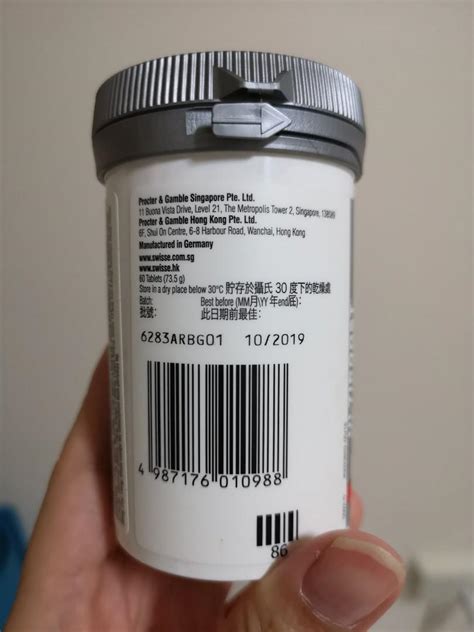 Procter & Gamble Singapore Pte. Ltd.
11 Buona Vista Drive, Level 21, The Metropolis Tower 2, Singapore, 138589
Procter & Gamble Hong Kong Pte. Ltd.
6F, Shui On Centre, 6-8 Harbour Road, Wanchai, Hong Kong
Manufactured in Germany
www.swisse.com.sg
www.swisse.hk
60 Tablets (73.5 g)
Store in a dry place below 30°C 貯存於攝氏 30 度下的乾燥處
Batch: Best before (MM月\YY 年end/底):
批號: 此日期前最佳:
6283ARBG01 10/2019
4 987176 010988
86